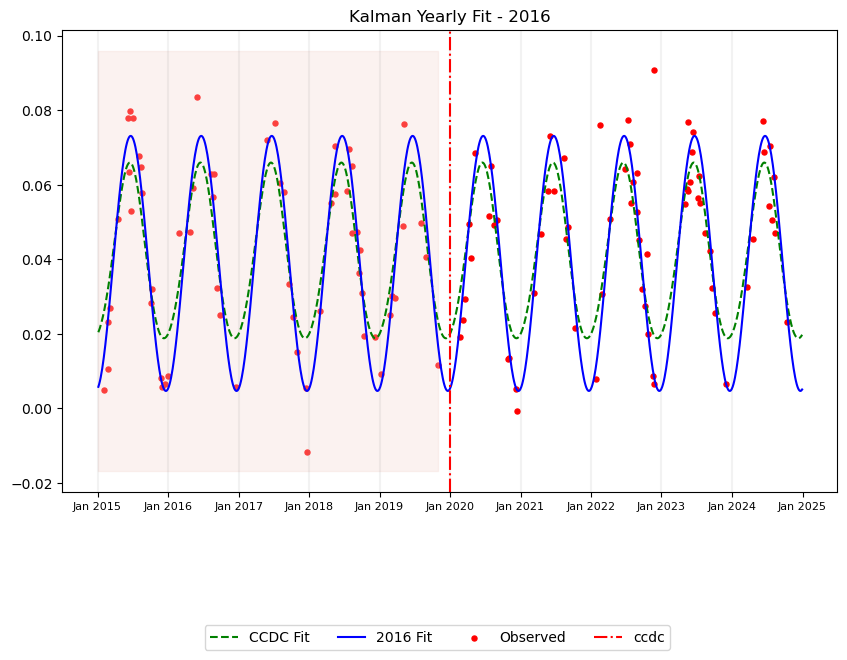 Kalman Yearly Fit - 2016
0.10
0.08
0.06
0.04
0.02
0.00
−0.02
Jan 2015 Jan 2016 Jan 2017 Jan 2018 Jan 2019 Jan 2020 Jan 2021 Jan 2022 Jan 2023 Jan 2024 Jan 2025
CCDC Fit 2016 Fit Observed ccdc